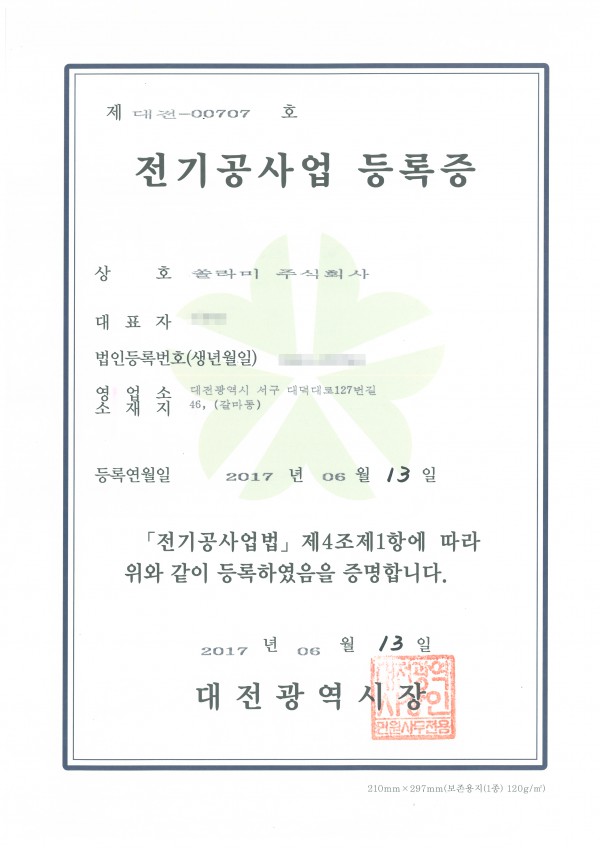 제 대전-00707 호
전기공사업 등록증
상 호 쏠라미 주식회사
대 표 자
법인등록번호(생년월일)
영 업 소 대전광역시 서구 대덕대로127번길
소 재 지 46, (갈마동)
등록연월일 2017 년 06 월 13 일
「전기공사업법」제4조제1항에 따라
위와 같이 등록하였음을 증명합니다.
2017 년 06 월 13 일
대 전 광 역 시 장
대전광역
시장인
민원사무전용
210mm×297mm(보존용지(1종) 120g/㎡)